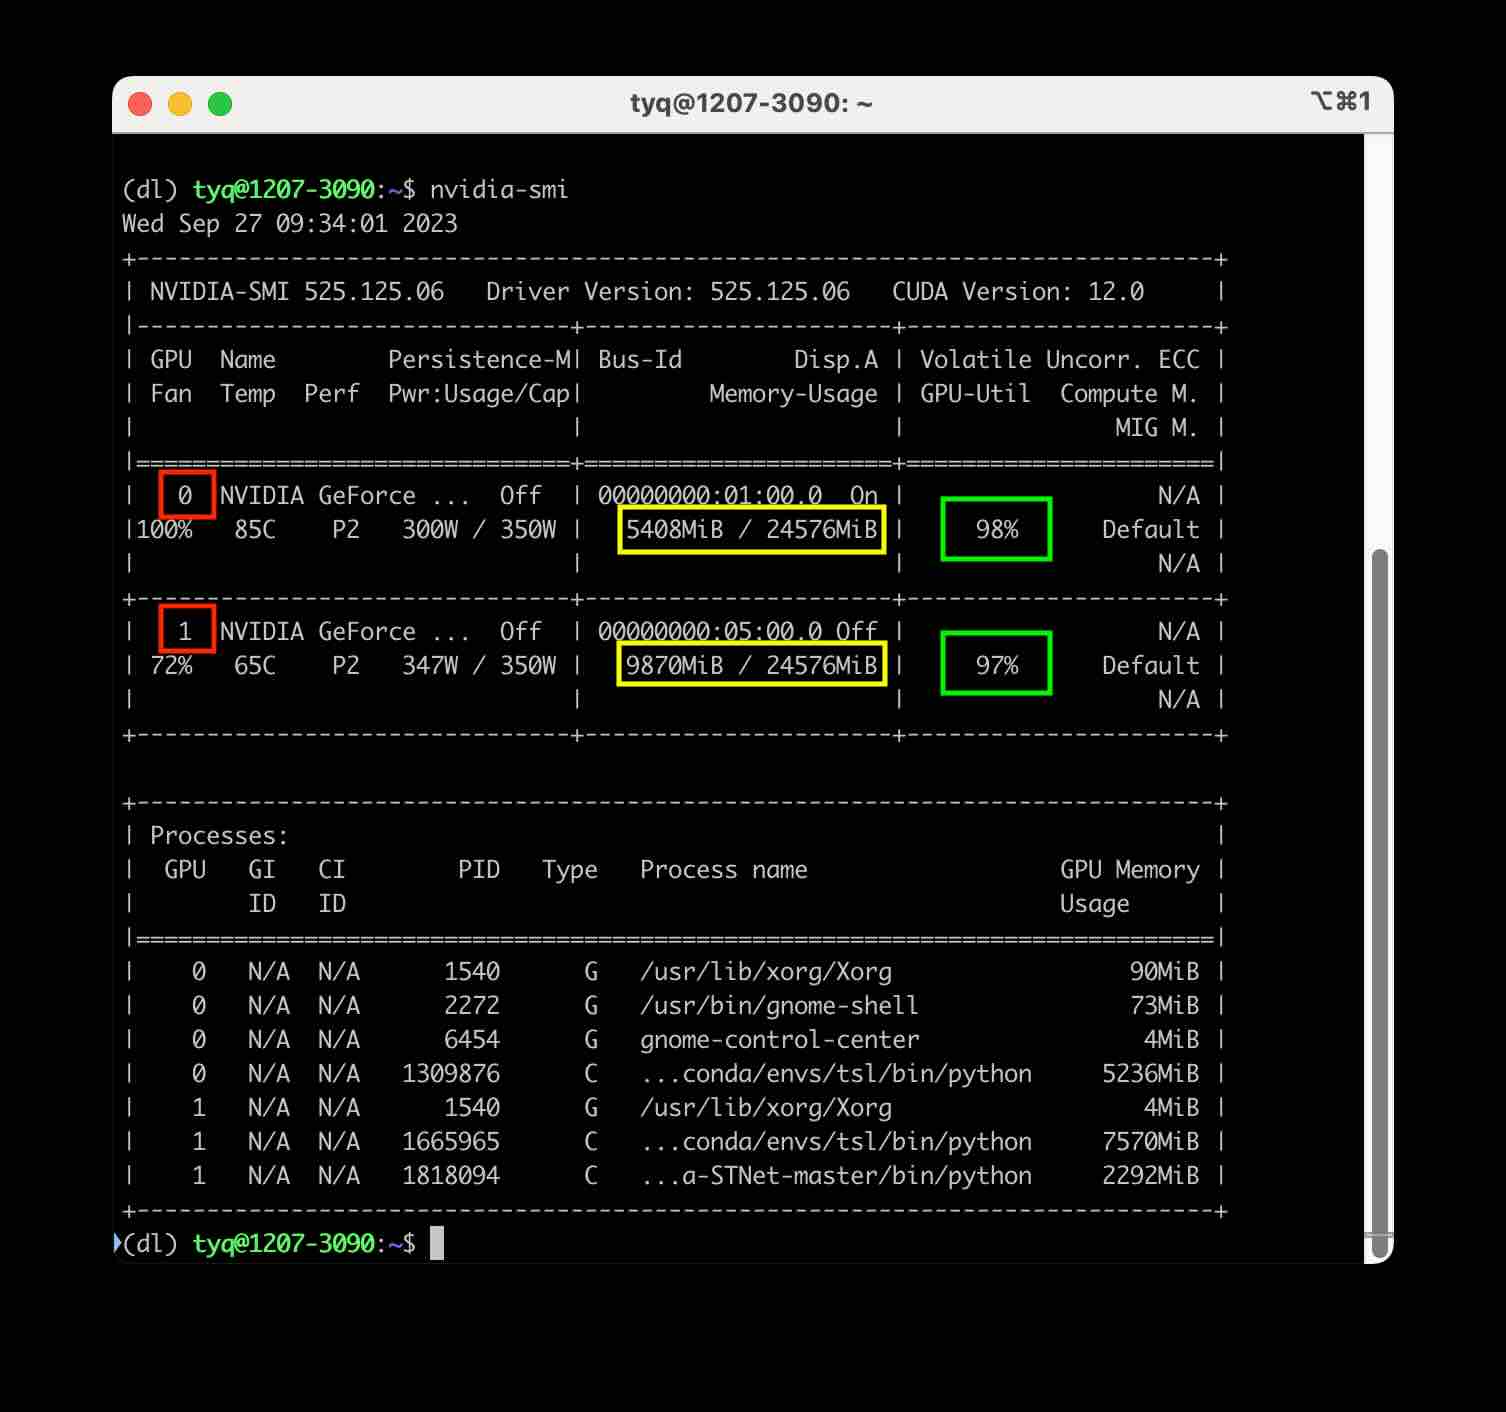 tyq@1207-3090: ~ ⌥⌘1
(dl) tyq@1207-3090:~$ nvidia-smi
Wed Sep 27 09:34:01 2023
+-----------------------------------------------------------------------------+
| NVIDIA-SMI 525.125.06   Driver Version: 525.125.06   CUDA Version: 12.0     |
|-------------------------------+----------------------+----------------------+
| GPU  Name        Persistence-M| Bus-Id        Disp.A | Volatile Uncorr. ECC |
| Fan  Temp  Perf  Pwr:Usage/Cap|         Memory-Usage | GPU-Util  Compute M. |
|                               |                      |               MIG M. |
|===============================+======================+======================|
|   0  NVIDIA GeForce ...  Off  | 00000000:01:00.0  On |                  N/A |
|100%   85C    P2   300W / 350W |   5408MiB / 24576MiB |     98%      Default |
|                               |                      |                  N/A |
+-------------------------------+----------------------+----------------------+
|   1  NVIDIA GeForce ...  Off  | 00000000:05:00.0 Off |                  N/A |
| 72%   65C    P2   347W / 350W |   9870MiB / 24576MiB |     97%      Default |
|                               |                      |                  N/A |
+-------------------------------+----------------------+----------------------+
+-----------------------------------------------------------------------------+
| Processes:                                                                  |
|  GPU   GI   CI        PID   Type   Process name                  GPU Memory |
|        ID   ID                                                   Usage      |
|=============================================================================|
|    0   N/A  N/A      1540      G   /usr/lib/xorg/Xorg                 90MiB |
|    0   N/A  N/A      2272      G   /usr/bin/gnome-shell               73MiB |
|    0   N/A  N/A      6454      G   gnome-control-center                4MiB |
|    0   N/A  N/A   1309876      C   ...conda/envs/tsl/bin/python     5236MiB |
|    1   N/A  N/A      1540      G   /usr/lib/xorg/Xorg                  4MiB |
|    1   N/A  N/A   1665965      C   ...conda/envs/tsl/bin/python     7570MiB |
|    1   N/A  N/A   1818094      C   ...a-STNet-master/bin/python     2292MiB |
+-----------------------------------------------------------------------------+
(dl) tyq@1207-3090:~$